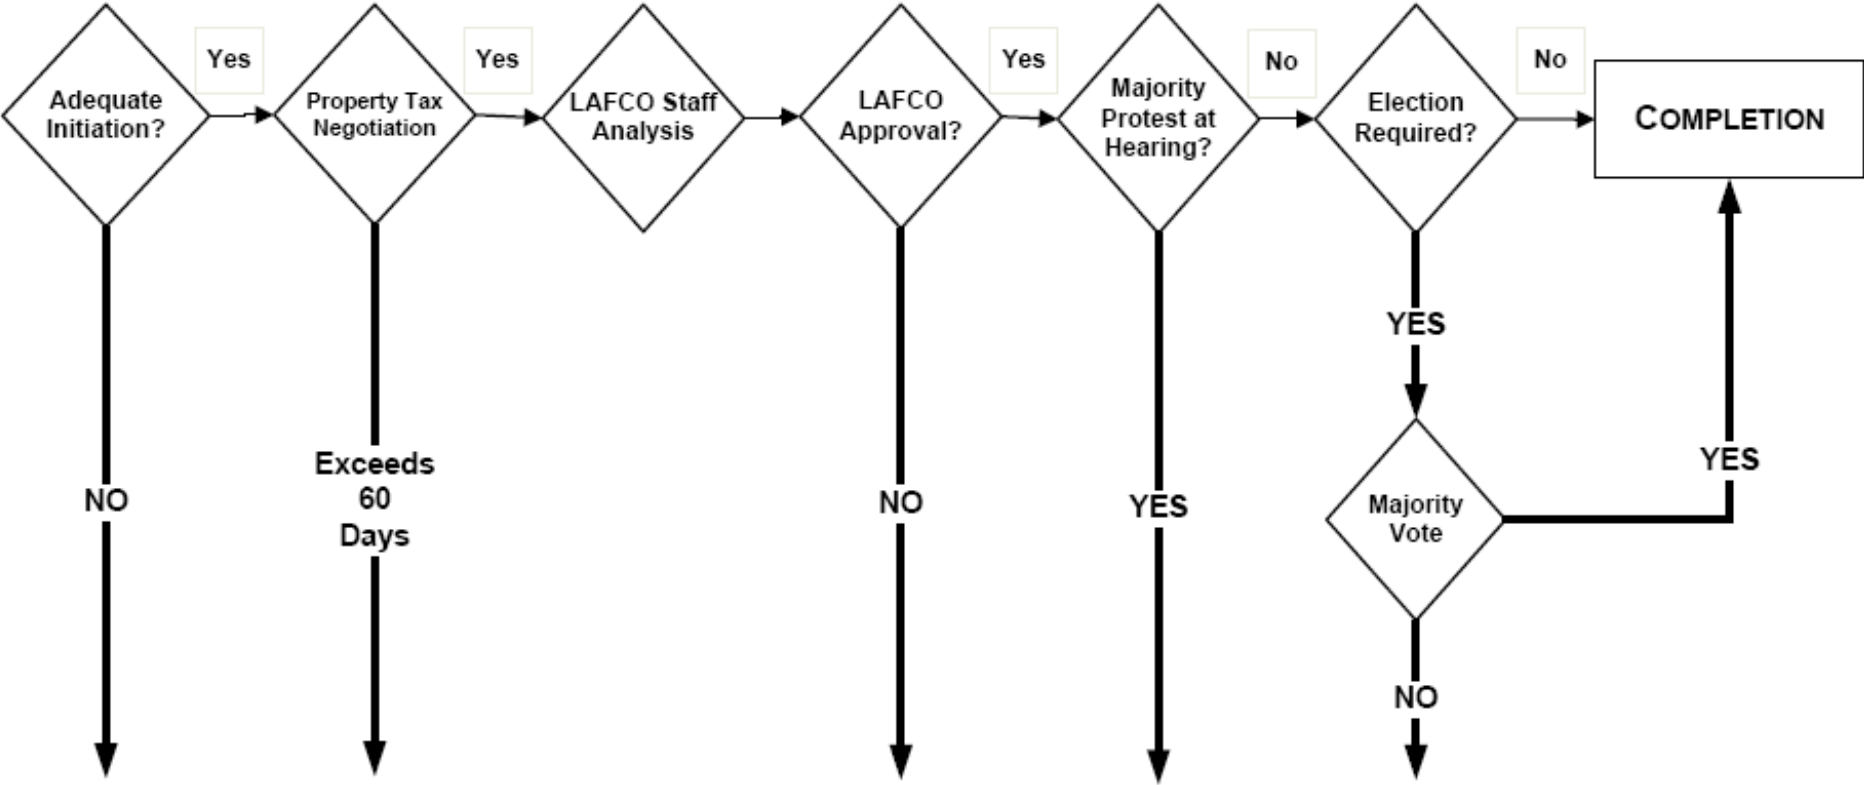 Adequate
Initiation?
Yes
Property Tax
Negotiation
Yes
LAFCO Staff
Analysis
LAFCO
Approval?
Yes
Majority
Protest at
Hearing?
No
Election
Required?
No
COMPLETION
NO
Exceeds
60
Days
NO
YES
YES
Majority
Vote
YES
NO